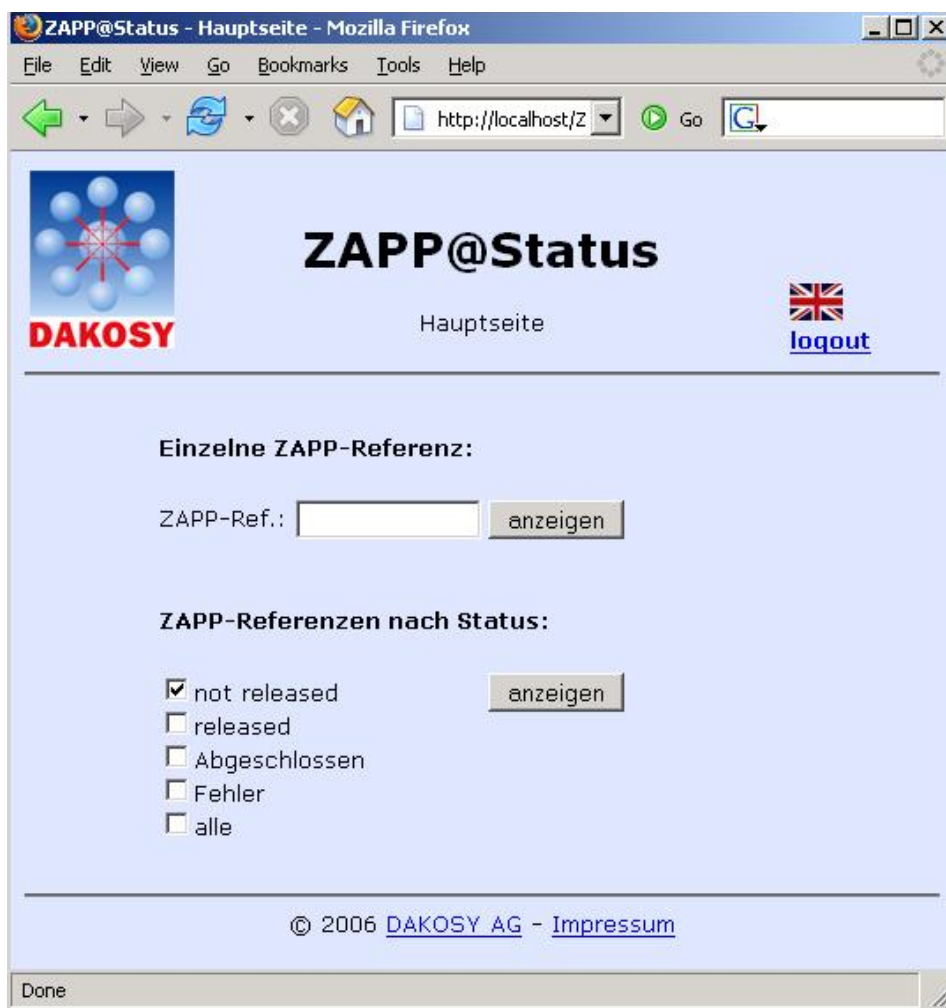 ZAPP@Status - Hauptseite - Mozilla Firefox
File Edit View Go Bookmarks Tools Help
http://localhost/Z Go G
ZAPP@Status
DAKOSY
Hauptseite
logout
Einzelne ZAPP-Referenz:
ZAPP-Ref.: anzeigen
ZAPP-Referenzen nach Status:
not released anzeigen
released
Abgeschlossen
Fehler
alle
© 2006 DAKOSY AG - Impressum
Done